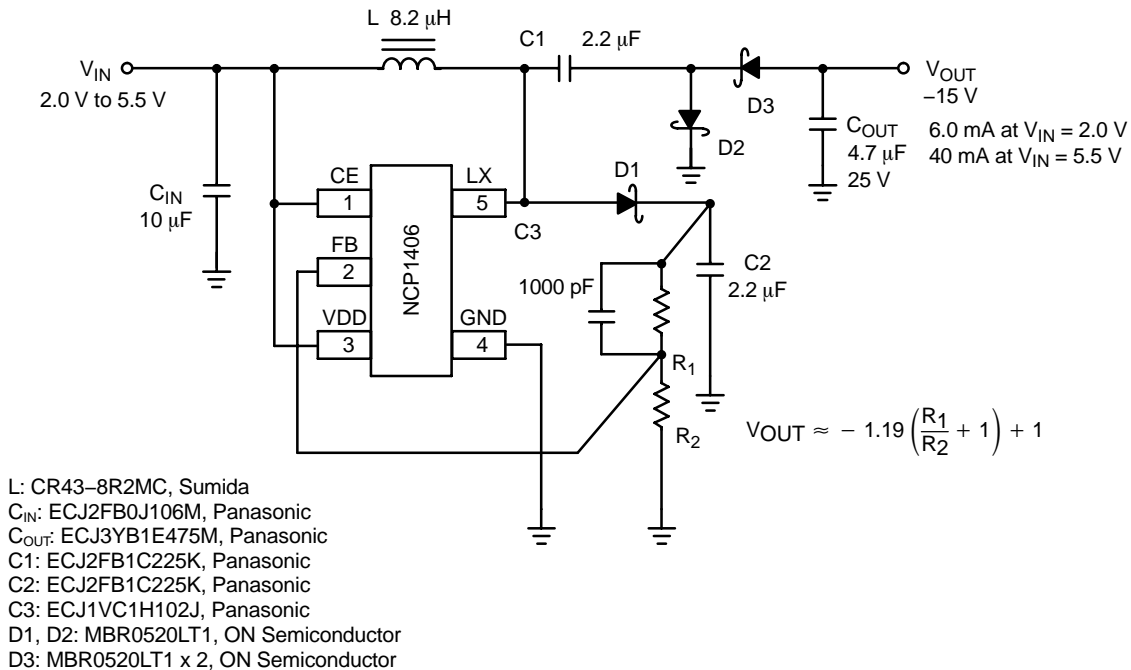 L 8.2 μH
C1 2.2 μF
VIN
2.0 V to 5.5 V
D3
VOUT
−15 V
6.0 mA at VIN = 2.0 V
40 mA at VIN = 5.5 V
D2
COUT
4.7 μF
25 V
CIN
10 μF
CE
1
LX
5
D1
C3
FB
2
NCP1406
1000 pF
C2
2.2 μF
VDD
3
GND
4
R1
R2
VOUT ≈ − 1.19 (R1/R2 + 1) + 1
L: CR43−8R2MC, Sumida
CIN: ECJ2FB0J106M, Panasonic
COUT: ECJ3YB1E475M, Panasonic
C1: ECJ2FB1C225K, Panasonic
C2: ECJ2FB1C225K, Panasonic
C3: ECJ1VC1H102J, Panasonic
D1, D2: MBR0520LT1, ON Semiconductor
D3: MBR0520LT1 x 2, ON Semiconductor